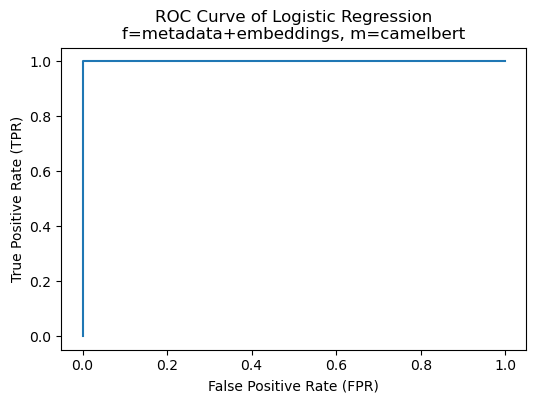 ROC Curve of Logistic Regression
f=metadata+embeddings, m=camelbert
1.0
0.8
0.6
0.4
0.2
0.0
True Positive Rate (TPR)
0.0 0.2 0.4 0.6 0.8 1.0
False Positive Rate (FPR)